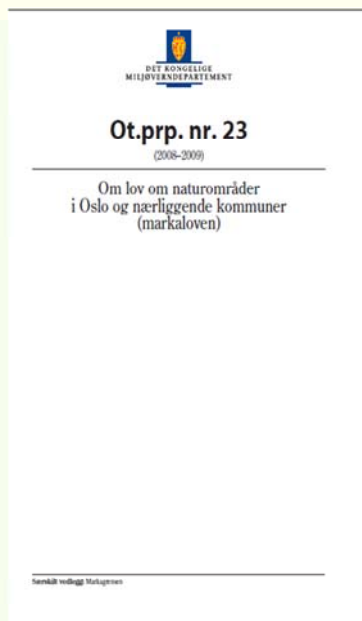 DET KONGELIGE
MILJØVERNDEPARTEMENT
Ot.prp. nr. 23
(2008–2009)
Om lov om naturområder
i Oslo og nærliggende kommuner
(markaloven)
Særskilt vedlegg: Markagrensen